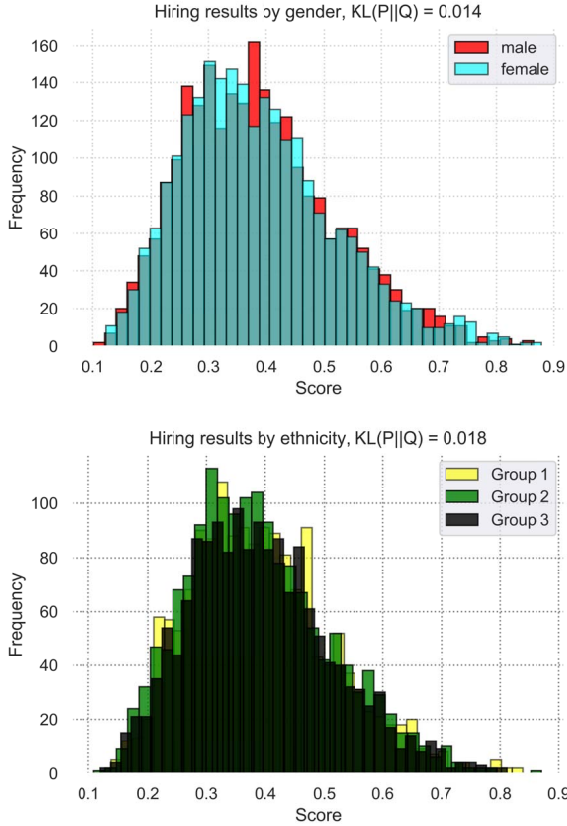 Hiring results by gender, KL(P||Q) = 0.014
male
female
160
140
120
100
80
60
40
20
0
Frequency
0.1 0.2 0.3 0.4 0.5 0.6 0.7 0.8 0.9
Score
Hiring results by ethnicity, KL(P||Q) = 0.018
Group 1
Group 2
Group 3
100
80
60
40
20
0
Frequency
0.1 0.2 0.3 0.4 0.5 0.6 0.7 0.8 0.9
Score